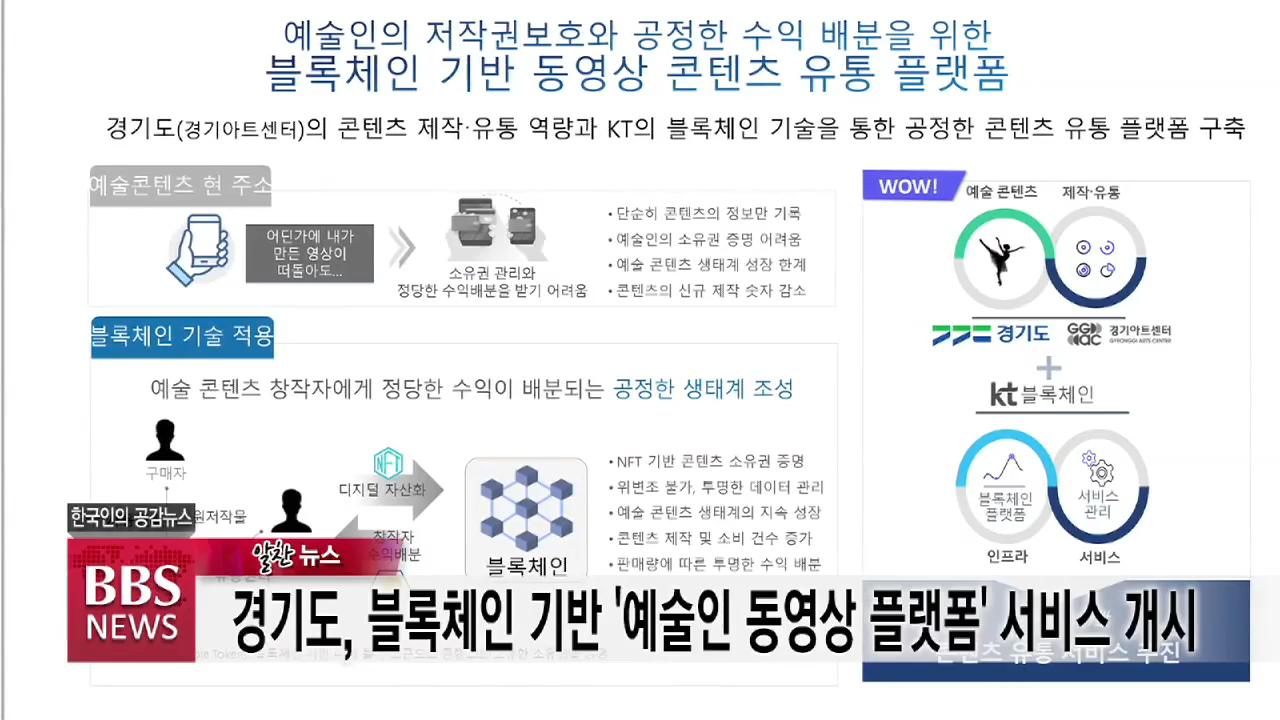 예술인의 저작권보호와 공정한 수익 배분을 위한
블록체인 기반 동영상 콘텐츠 유통 플랫폼
경기도(경기아트센터)의 콘텐츠 제작·유통 역량과 KT의 블록체인 기술을 통한 공정한 콘텐츠 유통 플랫폼 구축
예술콘텐츠 현 주소
어딘가에 내가
만든 영상이
떠돌아도...
소유권 관리와
정당한 수익배분을 받기 어려움
• 단순히 콘텐츠의 정보만 기록
• 예술인의 소유권 증명 어려움
• 예술 콘텐츠 생태계 성장 한계
• 콘텐츠의 신규 제작 숫자 감소
WOW!
예술 콘텐츠
제작·유통
경기도
GGac 경기아트센터
GYEONGGI ARTS CENTER
kt 블록체인
블록체인
플랫폼
서비스
관리
인프라
서비스
블록체인 기술 적용
예술 콘텐츠 창작자에게 정당한 수익이 배분되는 공정한 생태계 조성
구매자
원저작물
NFT
디지털 자산화
창작자
수익배분
블록체인
• NFT 기반 콘텐츠 소유권 증명
• 위변조 불가, 투명한 데이터 관리
• 예술 콘텐츠 생태계의 지속 성장
• 콘텐츠 제작 및 소비 건수 증가
• 판매량에 따른 투명한 수익 배분
한국인의 공감뉴스
알찬 뉴스
BBS
NEWS
경기도, 블록체인 기반 '예술인 동영상 플랫폼' 서비스 개시
콘텐츠 유통 서비스 추진